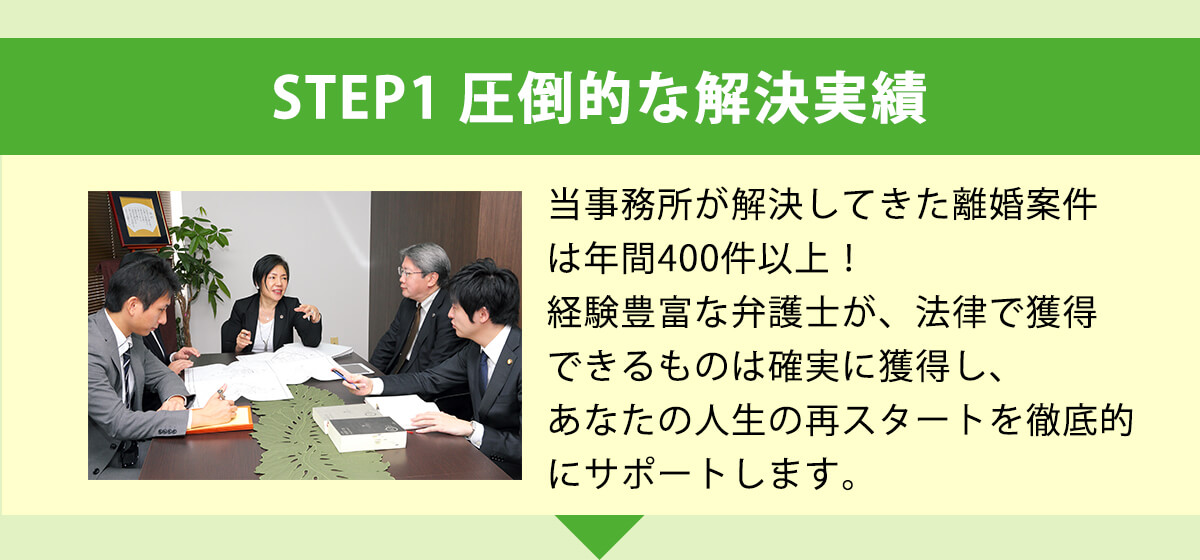 STEP1 圧倒的な解決実績
当事務所が解決してきた離婚案件
は年間400件以上！
経験豊富な弁護士が、法律で獲得
できるものは確実に獲得し、
あなたの人生の再スタートを徹底的
にサポートします。